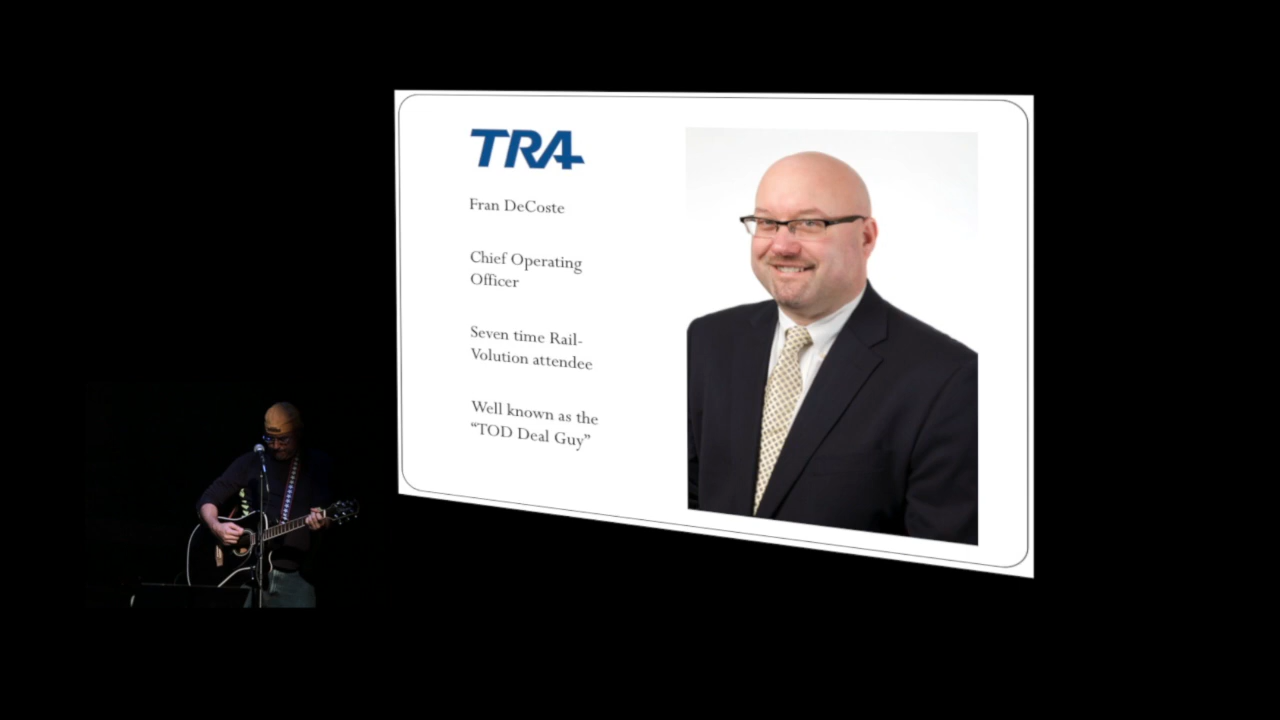 TRA
Fran DeCoste
Chief Operating
Officer
Seven time Rail-
Volution attendee
Well known as the
“TOD Deal Guy”